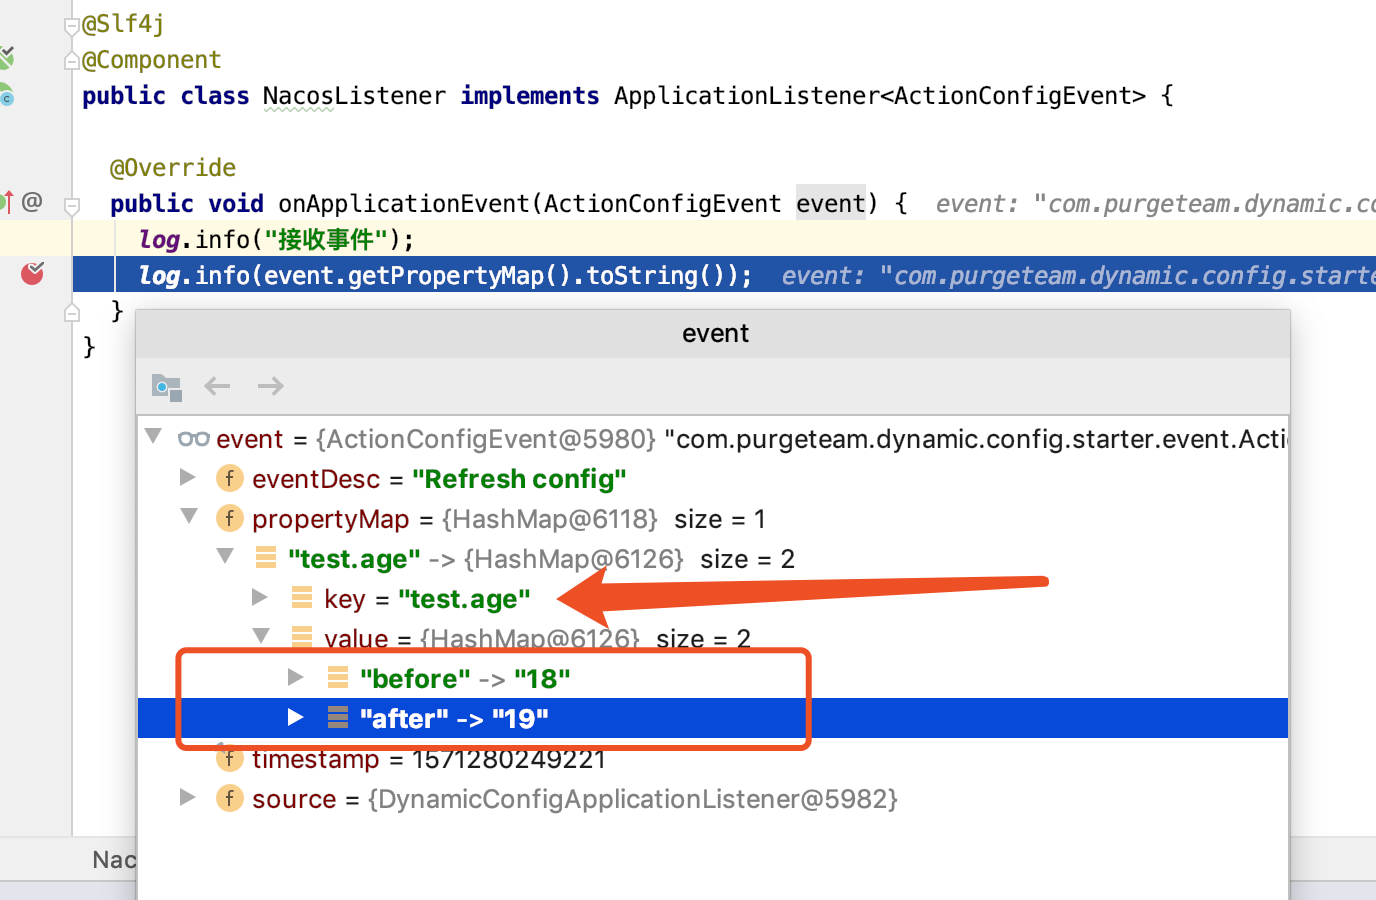 @Slf4j
@Component
public class NacosListener implements ApplicationListener<ActionConfigEvent> {
@Override
@
public void onApplicationEvent(ActionConfigEvent event) { event: "com.purgeteam.dynamic.co
log.info("接收事件");
log.info(event.getPropertyMap().toString()); event: "com.purgeteam.dynamic.config.starte
}
}
event
event = {ActionConfigEvent@5980} "com.purgeteam.dynamic.config.starter.event.Acti
f eventDesc = "Refresh config"
f propertyMap = {HashMap@6118} size = 1
"test.age" -> {HashMap@6126} size = 2
key = "test.age"
value = {HashMap@6126} size = 2
"before" -> "18"
"after" -> "19"
f timestamp = 1571280249221
f source = {DynamicConfigApplicationListener@5982}
Nac